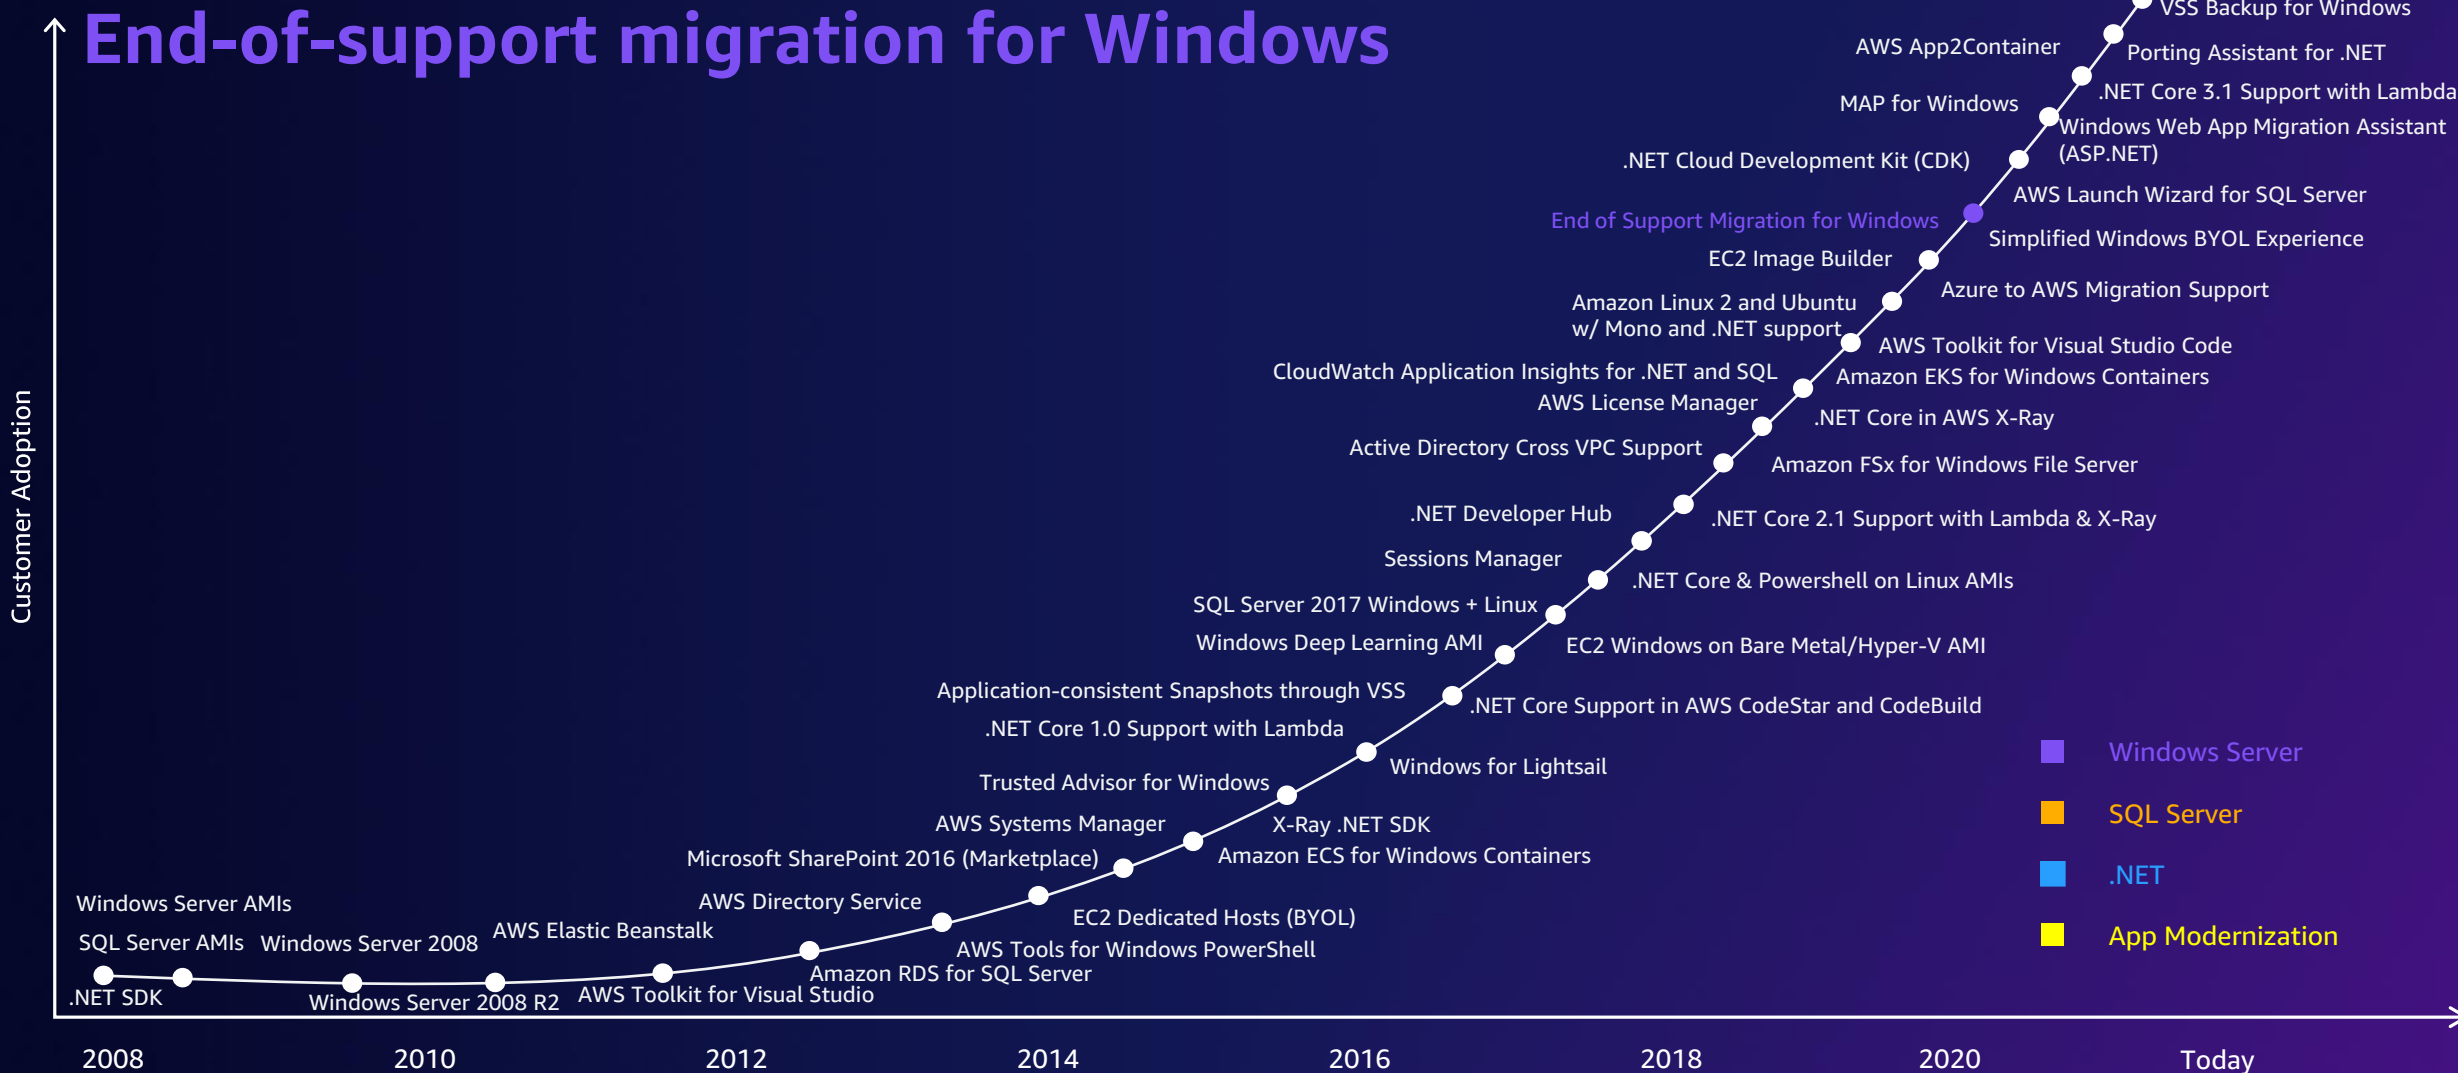 End-of-support migration for Windows
VSS Backup for Windows
AWS App2Container
Porting Assistant for .NET
.NET Core 3.1 Support with Lambda
MAP for Windows
Windows Web App Migration Assistant
(ASP.NET)
.NET Cloud Development Kit (CDK)
AWS Launch Wizard for SQL Server
End of Support Migration for Windows
Simplified Windows BYOL Experience
EC2 Image Builder
Azure to AWS Migration Support
Amazon Linux 2 and Ubuntu
w/ Mono and .NET support
AWS Toolkit for Visual Studio Code
CloudWatch Application Insights for .NET and SQL
Amazon EKS for Windows Containers
AWS License Manager
.NET Core in AWS X-Ray
Active Directory Cross VPC Support
Amazon FSx for Windows File Server
.NET Developer Hub
.NET Core 2.1 Support with Lambda & X-Ray
Sessions Manager
.NET Core & Powershell on Linux AMIs
SQL Server 2017 Windows + Linux
Windows Deep Learning AMI
EC2 Windows on Bare Metal/Hyper-V AMI
Application-consistent Snapshots through VSS
.NET Core Support in AWS CodeStar and CodeBuild
.NET Core 1.0 Support with Lambda
Windows for Lightsail
Trusted Advisor for Windows
X-Ray .NET SDK
AWS Systems Manager
Amazon ECS for Windows Containers
Microsoft SharePoint 2016 (Marketplace)
AWS Directory Service
EC2 Dedicated Hosts (BYOL)
AWS Elastic Beanstalk
AWS Tools for Windows PowerShell
Amazon RDS for SQL Server
AWS Toolkit for Visual Studio
Windows Server AMIs
SQL Server AMIs
Windows Server 2008
.NET SDK
Windows Server 2008 R2
Customer Adoption
Windows Server
SQL Server
.NET
App Modernization
2008
2010
2012
2014
2016
2018
2020
Today